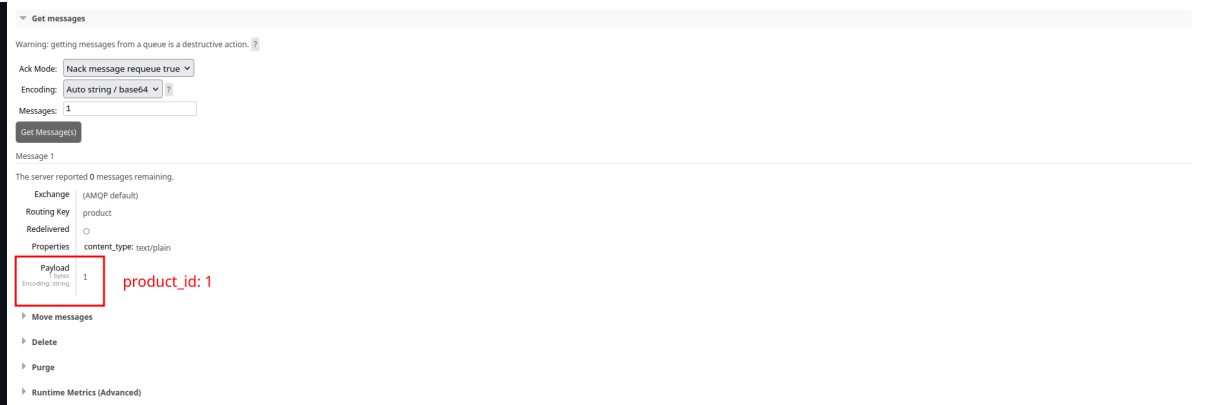 Get messages
Warning: getting messages from a queue is a destructive action. ?
Ack Mode: Nack message requeue true
Encoding: Auto string / base64 ?
Messages: 1
Get Message(s)
Message 1
The server reported 0 messages remaining.
Exchange (AMQP default)
Routing Key product
Redelivered
Properties content_type: text/plain
Payload
1 bytes
Encoding: string
1
product_id: 1
Move messages
Delete
Purge
Runtime Metrics (Advanced)